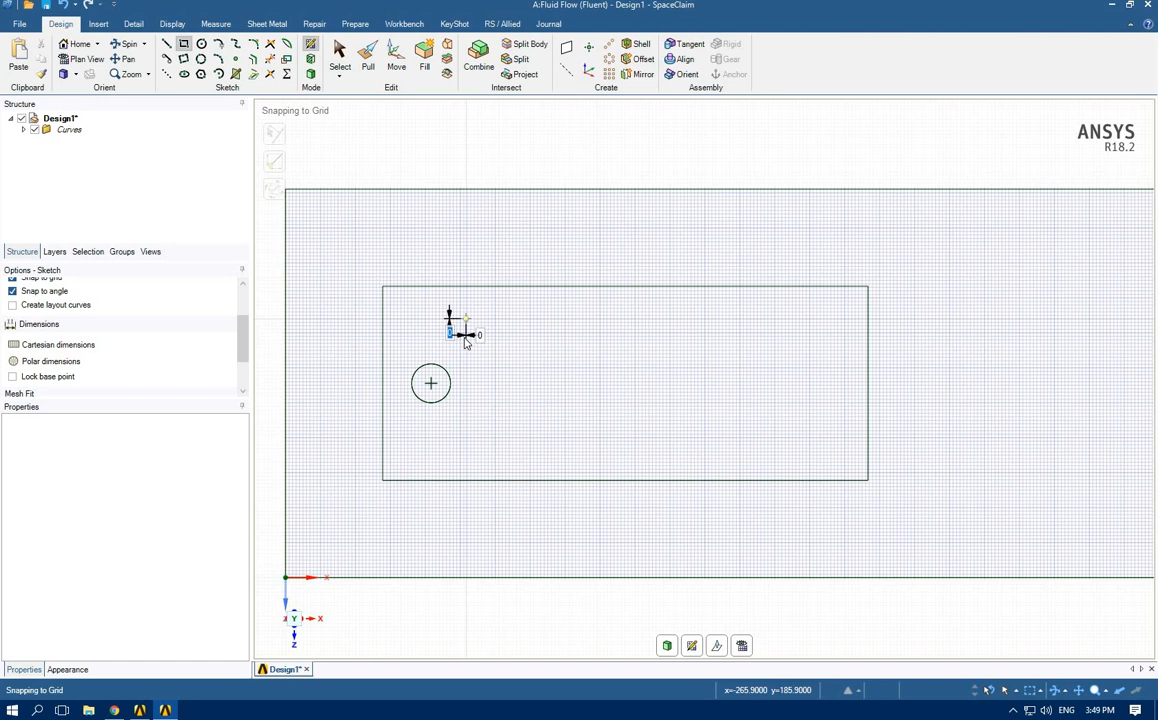 A:Fluid Flow (Fluent) - Design1 - SpaceClaim
File Design Insert Detail Display Measure Sheet Metal Repair Prepare Workbench KeyShot RS / Allied Journal
Paste
Home
Plan View
Spin
Pan
Zoom
Select
Pull
Move
Fill
Combine
Split Body
Split
Project
Shell
Offset
Mirror
Tangent
Align
Orient
Rigid
Gear
Anchor
Clipboard Orient Sketch Mode Edit Intersect Create Assembly
Structure
Design1*
Curves
Structure Layers Selection Groups Views
Options - Sketch
Snap to grid
Snap to angle
Create layout curves
Dimensions
Cartesian dimensions
Polar dimensions
Lock base point
Mesh Fit
Properties
Properties Appearance
Snapping to Grid
ANSYS
R18.2
0
0
X
Y X
Z
Design1*
Snapping to Grid
x=-265.9000 y=185.9000
ENG 3:49 PM